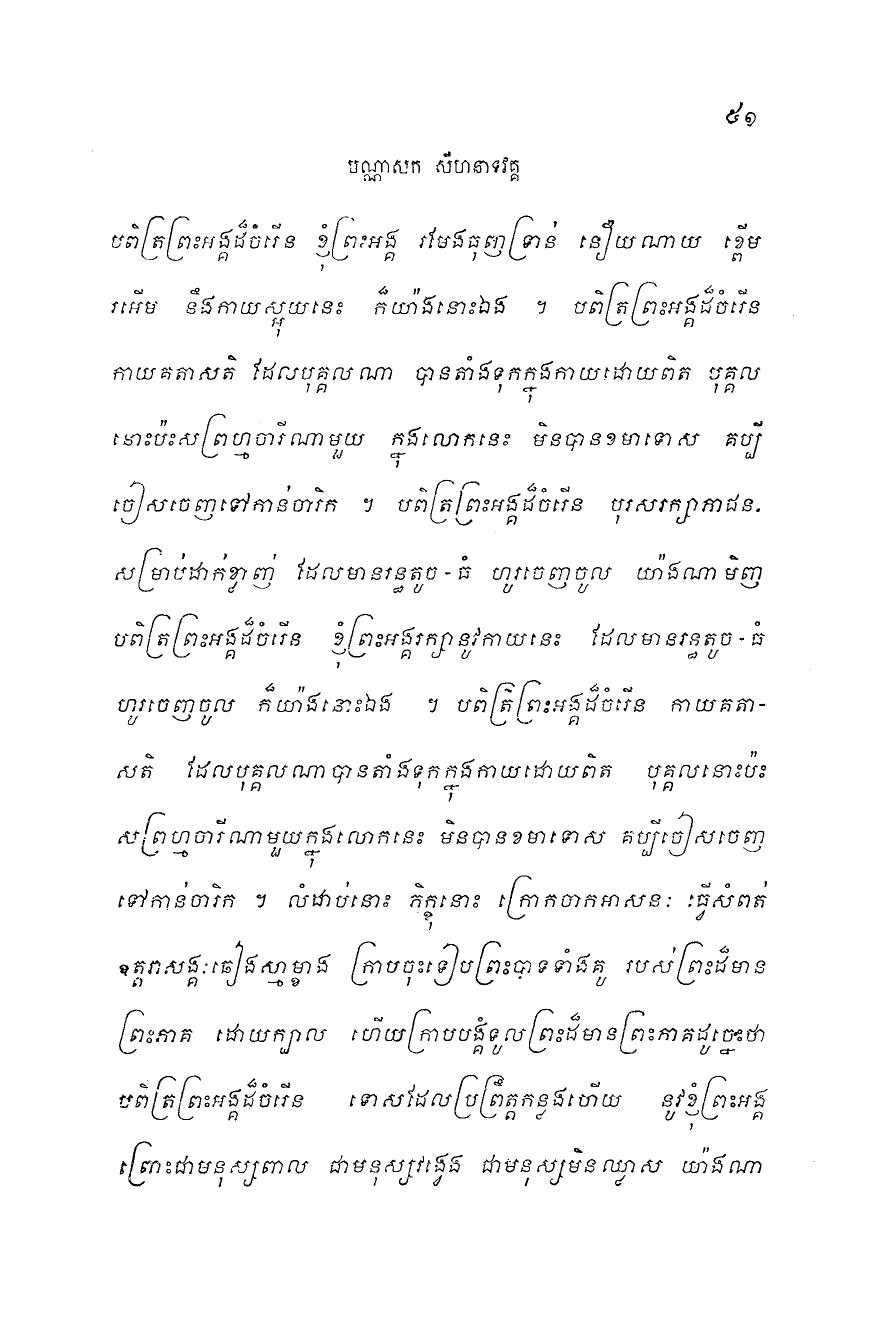 ៥១
បណ្ណាសក សីហនាទវគ្គ
បពិត្រព្រះអង្គដ៏ចំរើន ខ្ញុំព្រះអង្គ រមែងធុញទ្រាន់ នឿយណាយ ខ្ពើម
រអើម នឹងកាយស្អុយនេះ ក៏យ៉ាងនោះឯង ។ បពិត្រព្រះអង្គដ៏ចំរើន
កាយគតាសតិ ដែលបុគ្គលណា បានតាំងទុកក្នុងកាយដោយពិត បុគ្គល
នោះប៉ះសព្រហ្មចារីណាមួយ ក្នុងលោកនេះ មិនបានខមាទោស គប្បី
ចៀសចេញទៅកាន់ចារិក ។ បពិត្រព្រះអង្គដ៏ចំរើន បុរសរក្សាភាជន.
សម្រាប់ដាក់ខ្លាញ់ ដែលមានរន្ធតូច-ធំ ហូរចេញចូល យ៉ាងណាមិញ
បពិត្រព្រះអង្គដ៏ចំរើន ខ្ញុំព្រះអង្គរក្សានូវកាយនេះ ដែលមានរន្ធតូច-ធំ
ហូរចេញចូល ក៏យ៉ាងនោះឯង ។ បពិត្រព្រះអង្គដ៏ចំរើន កាយគតា-
សតិ ដែលបុគ្គលណាបានតាំងទុកក្នុងកាយដោយពិត បុគ្គលនោះប៉ះ
សព្រហ្មចារីណាមួយក្នុងលោកនេះ មិនបានខមាទោស គប្បីចៀសចេញ
ទៅកាន់ចារិក ។ លំដាប់នោះ ភិក្ខុនោះ ក្រោកចាកអាសនៈ ធ្វើសំពត់
ឧត្តរាសង្គៈឆៀងស្មាម្ខាង ក្រាបចុះទៀបព្រះបាទទាំងគូ របស់ព្រះដ៏មាន
ព្រះភាគ ដោយក្បាល ហើយក្រាបបង្គំទូលព្រះដ៏មានព្រះភាគដូច្នេះថា
បពិត្រព្រះអង្គដ៏ចំរើន ទោសដែលប្រព្រឹត្តកន្លងហើយ នូវខ្ញុំព្រះអង្គ
ព្រោះជាមនុស្សពាល ជាមនុស្សវង្វេង ជាមនុស្សមិនឈ្លាស យ៉ាងណា